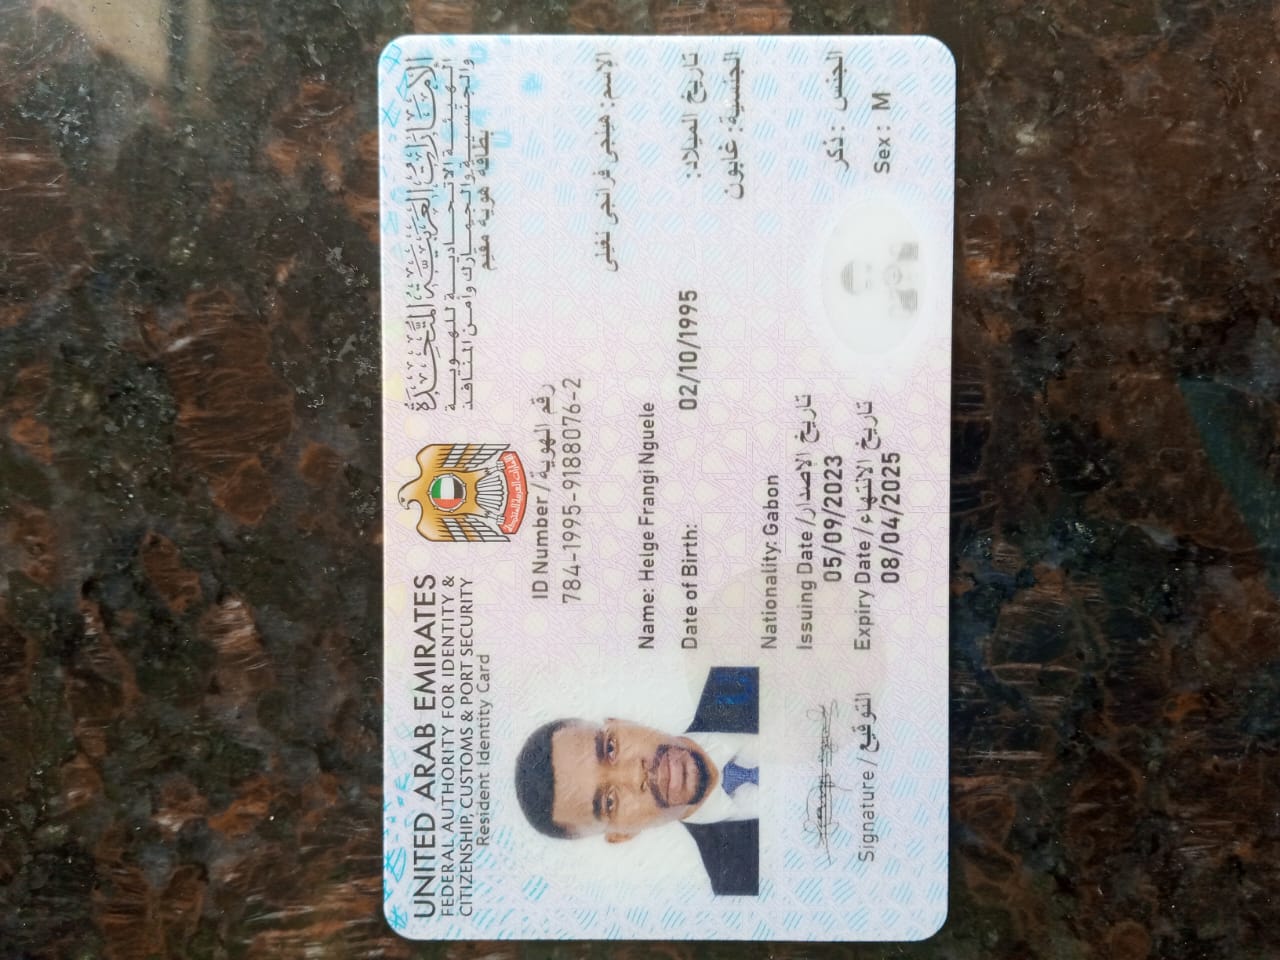 UNITED ARAB EMIRATES
FEDERAL AUTHORITY FOR IDENTITY &
CITIZENSHIP, CUSTOMS & PORT SECURITY
Resident Identity Card
الإمارات العربية المتحدة
الهيئة الاتحادية للهوية
والجنسية والجمارك وأمن المنافذ
بطاقة هوية مقيم
الإمارات العربية المتحدة
ID Number / رقم الهوية
784-1995-9188076-2
الإسم: هيلجى فرانجى نغيلى
Name: Helge Frangi Nguele
Date of Birth: 02/10/1995 تاريخ الميلاد:
الجنسية: غابون
Nationality: Gabon
Issuing Date / تاريخ الإصدار
05/09/2023
الجنس : ذكر
Signature / التوقيع
Expiry Date / تاريخ الانتهاء
08/04/2025
Sex: M